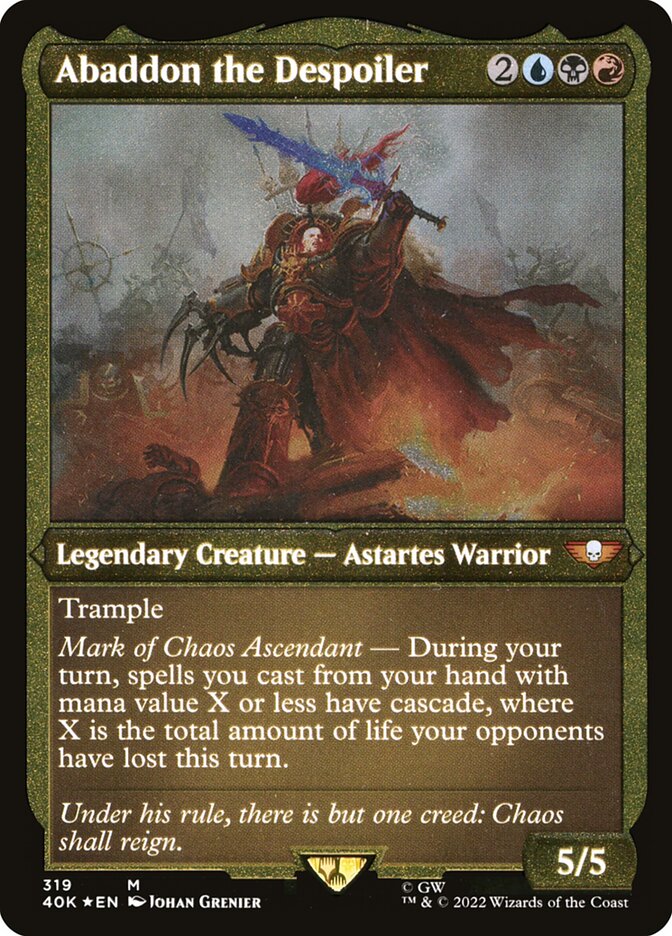 Abaddon the Despoiler 2
Legendary Creature — Astartes Warrior
Trample
Mark of Chaos Ascendant — During your
turn, spells you cast from your hand with
mana value X or less have cascade, where
X is the total amount of life your opponents
have lost this turn.
Under his rule, there is but one creed: Chaos
shall reign.
5/5
319 M
40K ★ EN Johan Grenier
© GW
™ & © 2022 Wizards of the Coast